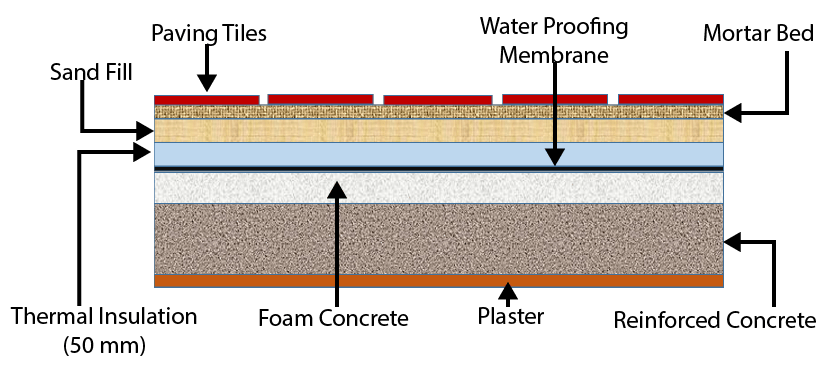 Paving Tiles
Water Proofing
Membrane
Mortar Bed
Sand Fill
Thermal Insulation
(50 mm)
Foam Concrete
Plaster
Reinforced Concrete